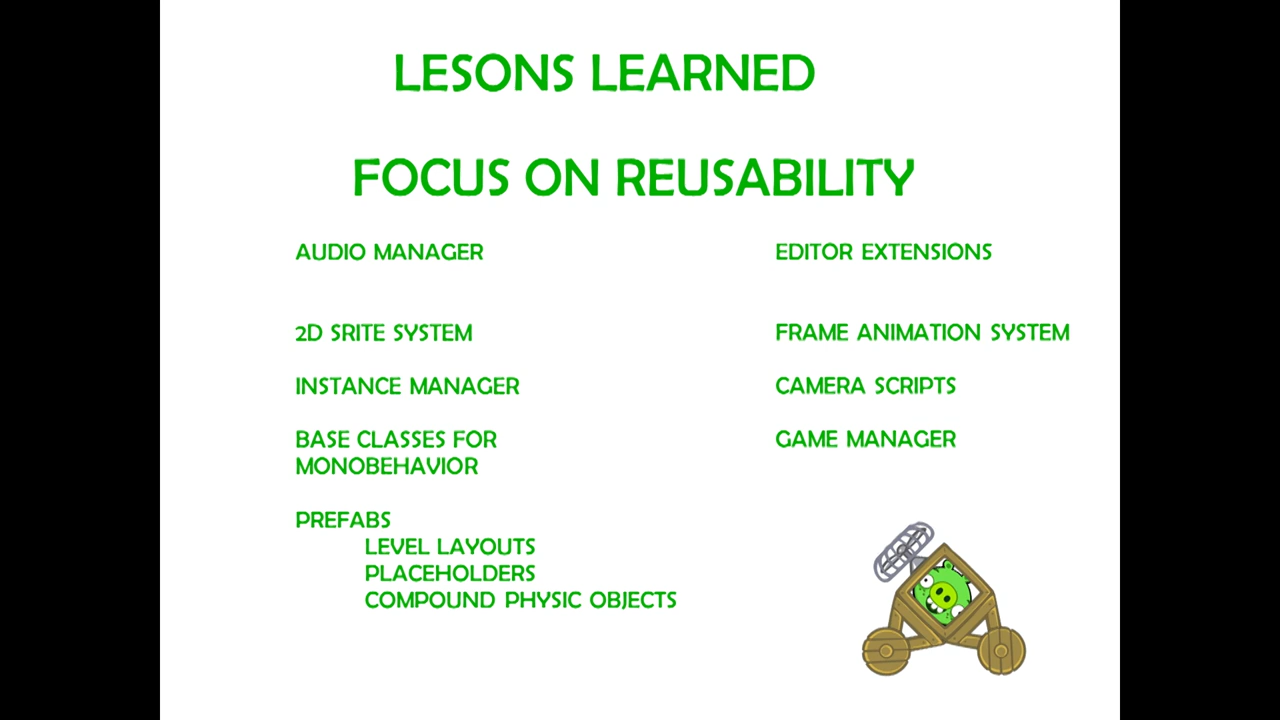 LESONS LEARNED
FOCUS ON REUSABILITY
AUDIO MANAGER
2D SRITE SYSTEM
INSTANCE MANAGER
BASE CLASSES FOR
MONOBEHAVIOR
PREFABS
LEVEL LAYOUTS
PLACEHOLDERS
COMPOUND PHYSIC OBJECTS
EDITOR EXTENSIONS
FRAME ANIMATION SYSTEM
CAMERA SCRIPTS
GAME MANAGER